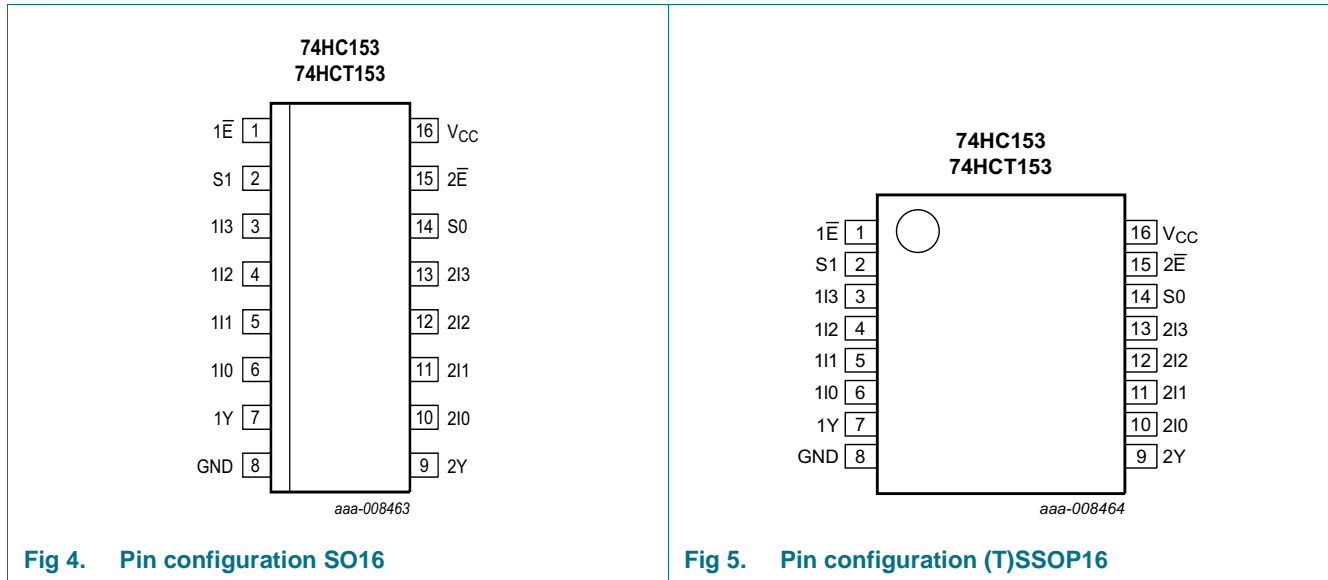 74HC153
74HCT153
1E̅ 1
16 VCC
S1 2
15 2E̅
1I3 3
14 S0
1I2 4
13 2I3
1I1 5
12 2I2
1I0 6
11 2I1
1Y 7
10 2I0
GND 8
9 2Y
aaa-008463
Fig 4. Pin configuration SO16
74HC153
74HCT153
1E̅ 1
16 VCC
S1 2
15 2E̅
1I3 3
14 S0
1I2 4
13 2I3
1I1 5
12 2I2
1I0 6
11 2I1
1Y 7
10 2I0
GND 8
9 2Y
aaa-008464
Fig 5. Pin configuration (T)SSOP16